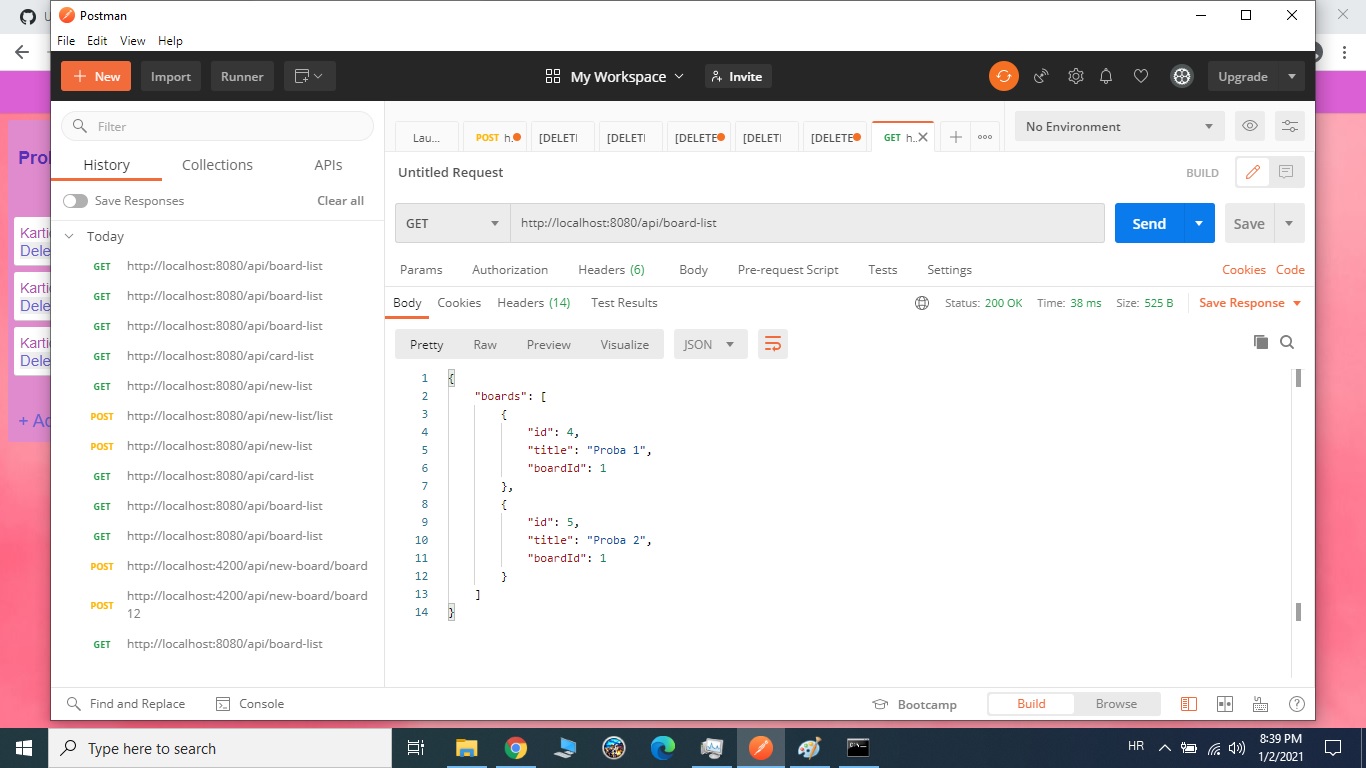 Postman
File Edit View Help
New Import Runner My Workspace Invite Upgrade
Filter
History Collections APIs
Save Responses Clear all
Today
GET http://localhost:8080/api/board-list
GET http://localhost:8080/api/board-list
GET http://localhost:8080/api/board-list
GET http://localhost:8080/api/card-list
GET http://localhost:8080/api/new-list
POST http://localhost:8080/api/new-list/list
POST http://localhost:8080/api/new-list
GET http://localhost:8080/api/card-list
GET http://localhost:8080/api/board-list
GET http://localhost:8080/api/board-list
POST http://localhost:4200/api/new-board/board
POST http://localhost:4200/api/new-board/board
12
GET http://localhost:8080/api/board-list
Lau... POST h. [DELETI [DELETI [DELETE [DELETI [DELETE GET h.. No Environment
Untitled Request BUILD
GET http://localhost:8080/api/board-list Send Save
Params Authorization Headers (6) Body Pre-request Script Tests Settings Cookies Code
Body Cookies Headers (14) Test Results Status: 200 OK Time: 38 ms Size: 525 B Save Response
Pretty Raw Preview Visualize JSON
1 {
2 "boards": [
3 {
4 "id": 4,
5 "title": "Proba 1",
6 "boardId": 1
7 },
8 {
9 "id": 5,
10 "title": "Proba 2",
11 "boardId": 1
12 }
13 ]
14 }
Find and Replace Console Bootcamp Build Browse
Kartic
Dele
Kartic
Dele
Kartic
Dele
+ Ad
Type here to search
HR 8:39 PM
1/2/2021